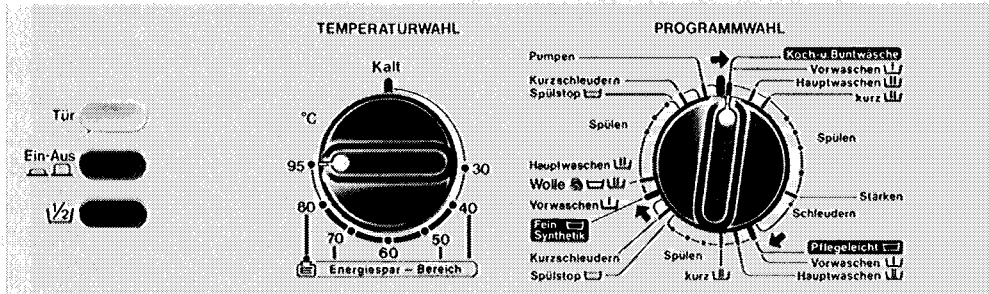 TEMPERATURWAHL
PROGRAMMWAHL
Tür
Ein-Aus
1/2
Kalt
°C
95
30
80
40
70
50
60
Energiespar – Bereich
Pumpen
Kurzschleudern
Spülstop
Spülen
Hauptwaschen
Wolle
Vorwaschen
Fein
Synthetik
Kurzschleudern
Spülstop
Spülen
kurz
Koch-u. Buntwäsche
Vorwaschen
Hauptwaschen
kurz
Spülen
Stärken
Schleudern
Pflegeleicht
Vorwaschen
Hauptwaschen